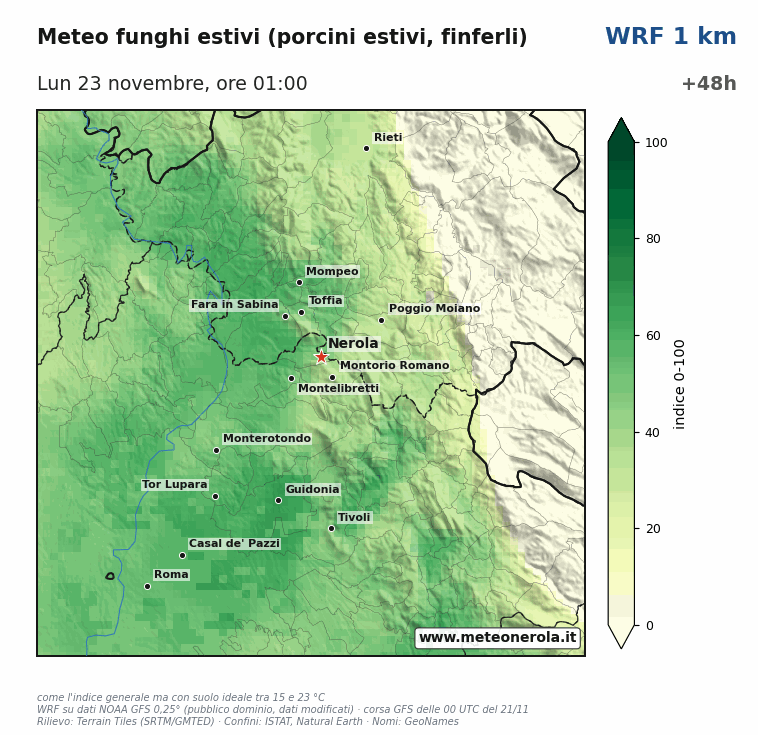 Meteo funghi estivi (porcini estivi, finferli)
WRF 1 km
Lun 23 novembre, ore 01:00
+48h
Rieti
Mompeo
Toffia
Fara in Sabina
Poggio Moiano
Nerola
Montorio Romano
Montelibretti
Monterotondo
Tor Lupara
Guidonia
Tivoli
Casal de' Pazzi
Roma
www.meteonerola.it
100
80
60
40
20
0
indice 0-100
come l'indice generale ma con suolo ideale tra 15 e 23 °C
WRF su dati NOAA GFS 0,25° (pubblico dominio, dati modificati) · corsa GFS delle 00 UTC del 21/11
Rilievo: Terrain Tiles (SRTM/GMTED) · Confini: ISTAT, Natural Earth · Nomi: GeoNames